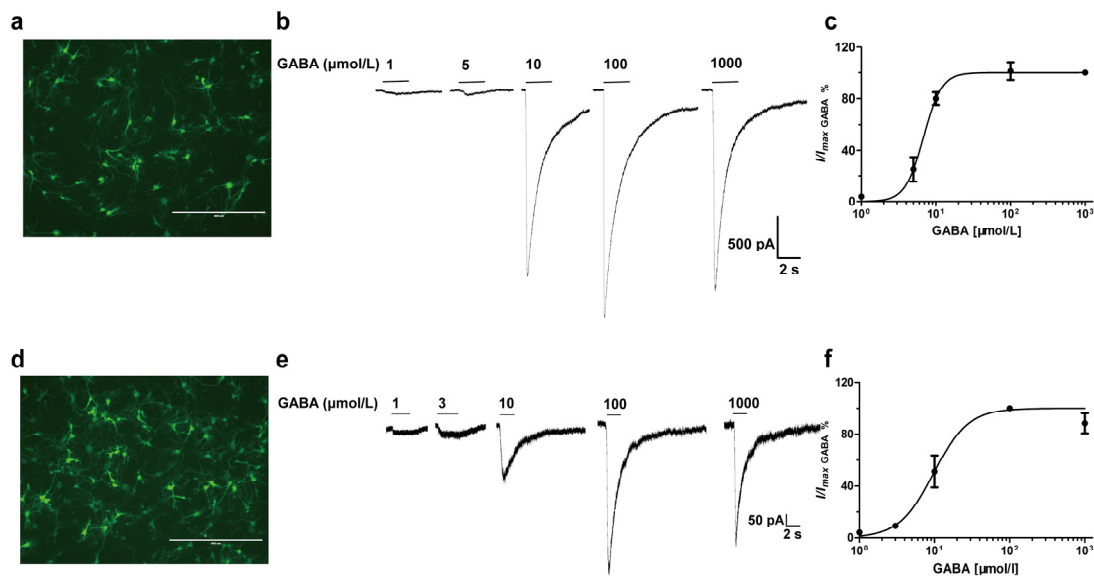 a
b
c
GABA (µmol/L)
1
5
10
100
1000
500 pA
2 s
I/Imax GABA %
120
80
40
0
10⁰
10¹
10²
10³
GABA [µmol/L]
d
e
f
GABA (µmol/L)
1
3
10
100
1000
50 pA
2 s
I/Imax GABA %
120
80
40
0
10⁰
10¹
10²
10³
GABA [µmol/l]